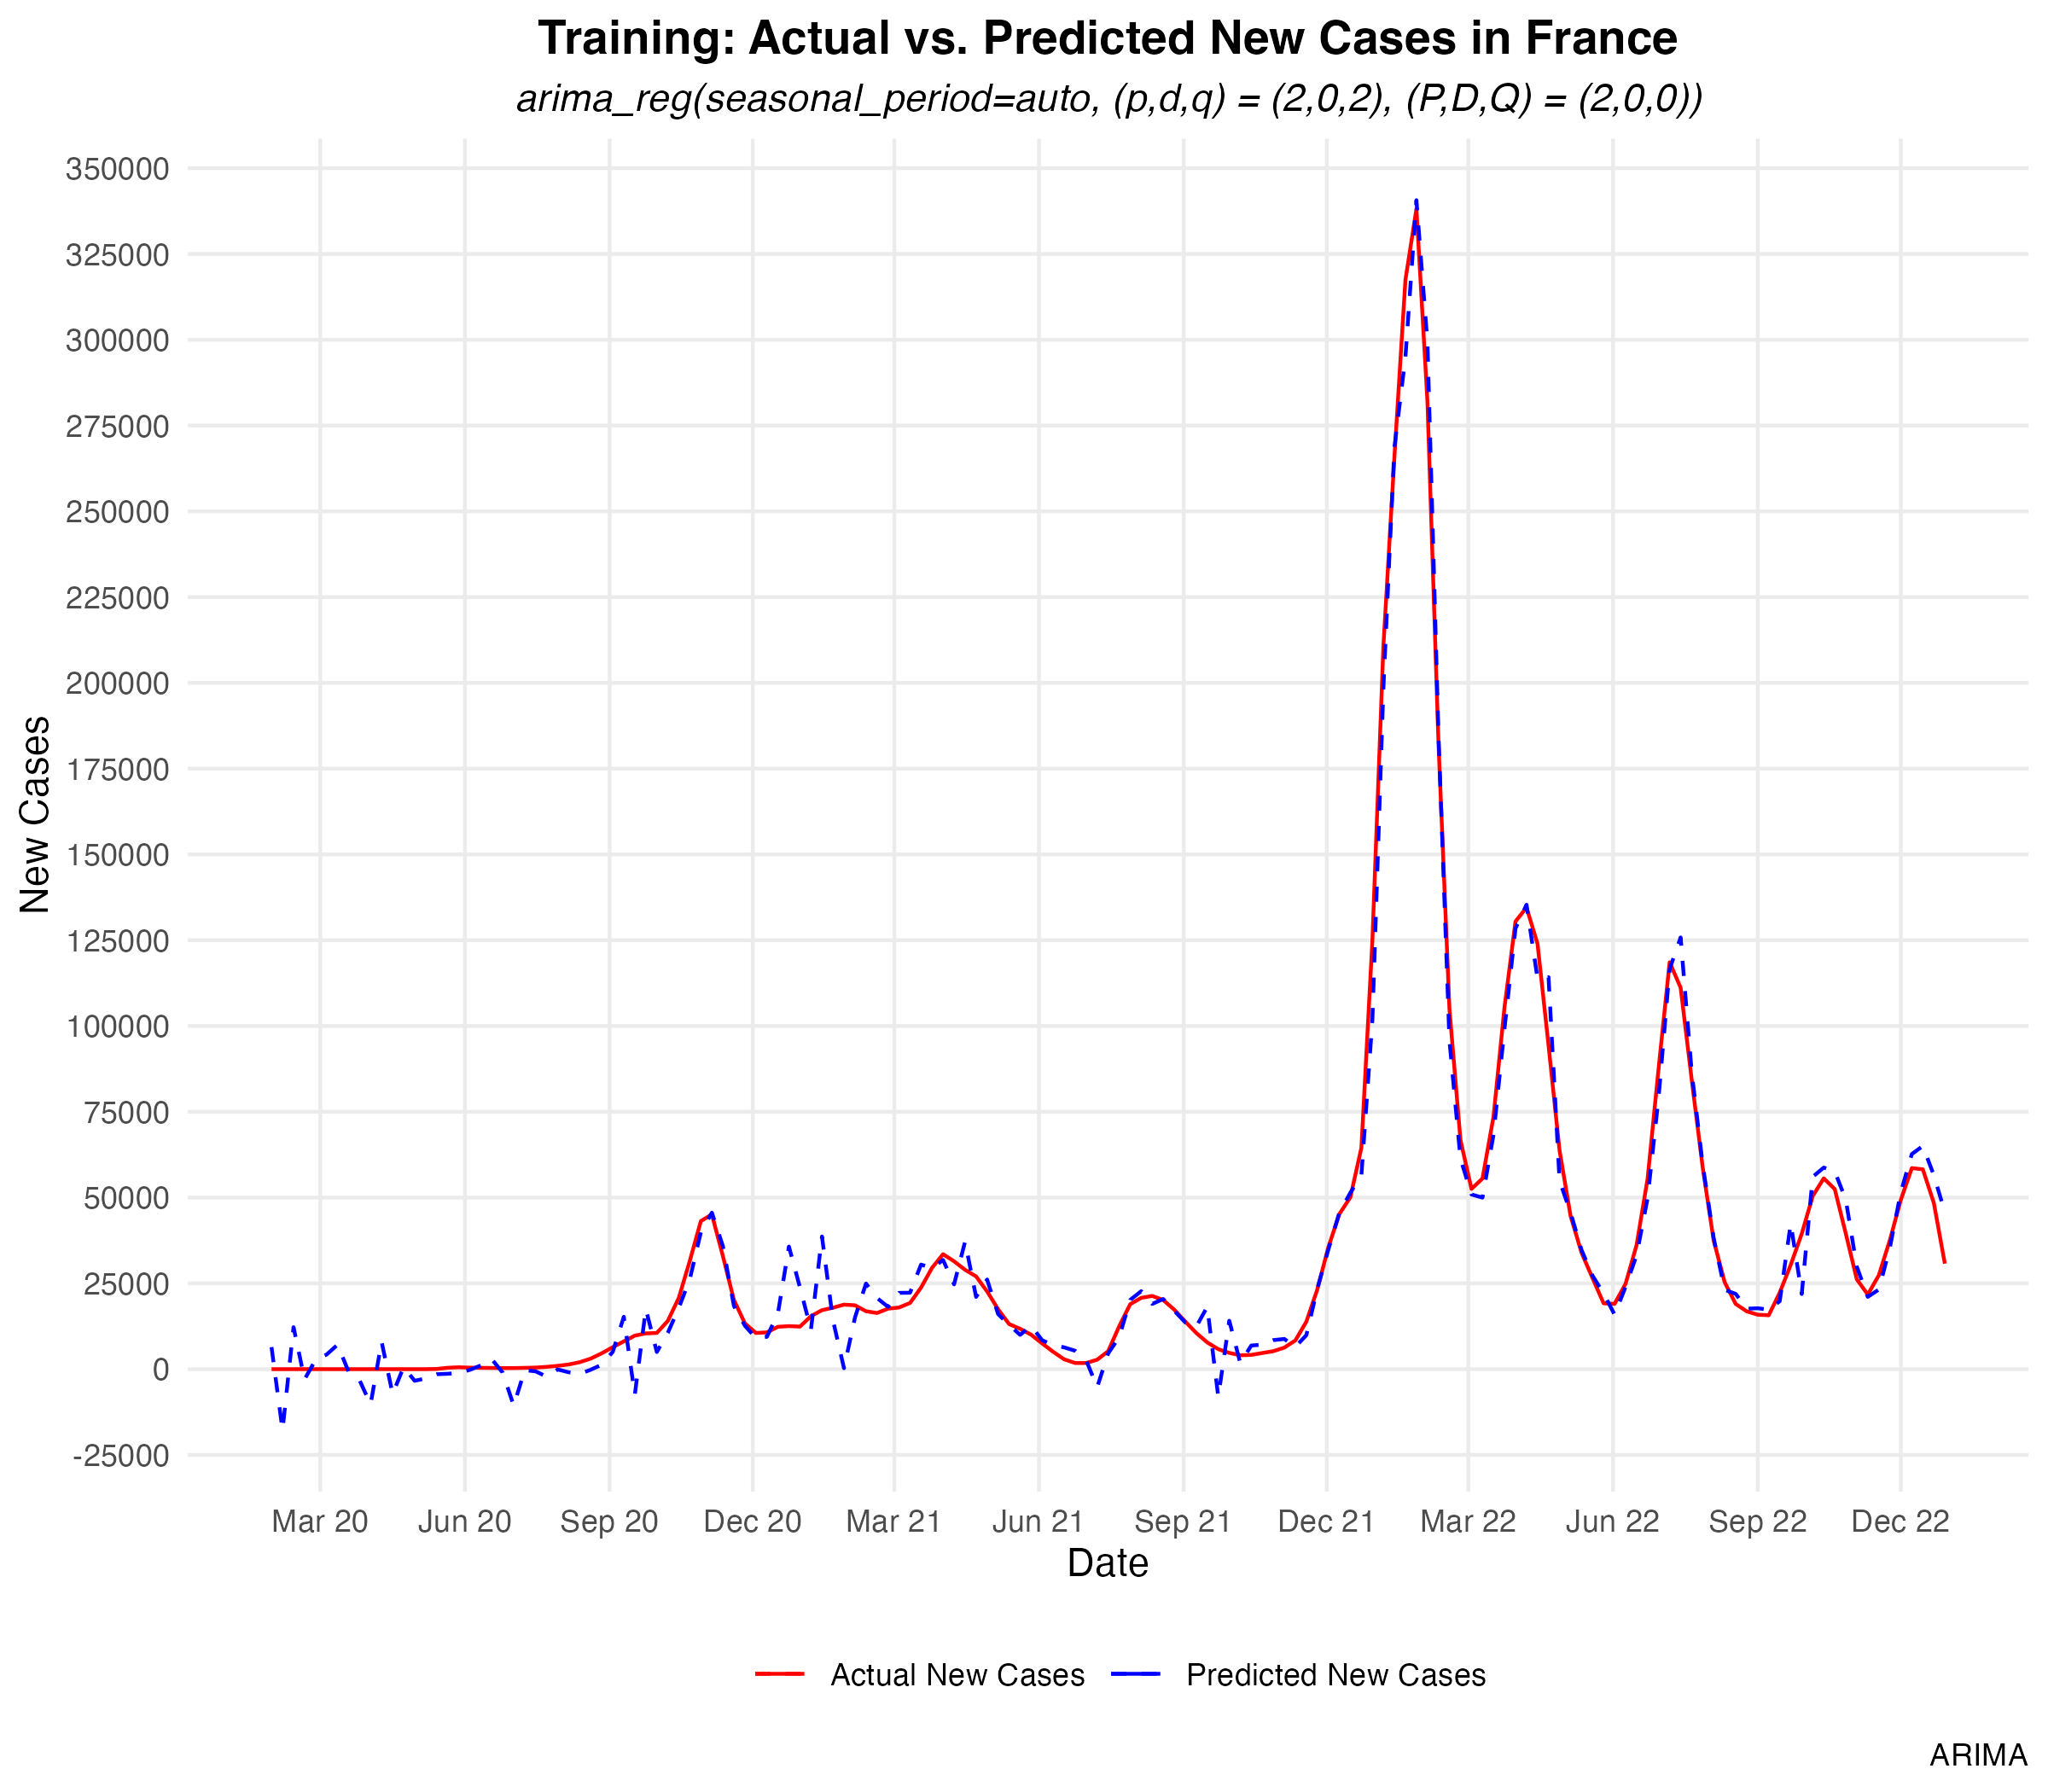 Training: Actual vs. Predicted New Cases in France
arima_reg(seasonal_period=auto, (p,d,q) = (2,0,2), (P,D,Q) = (2,0,0))
350000
325000
300000
275000
250000
225000
200000
175000
150000
125000
100000
75000
50000
25000
0
-25000
New Cases
Mar 20 Jun 20 Sep 20 Dec 20 Mar 21 Jun 21 Sep 21 Dec 21 Mar 22 Jun 22 Sep 22 Dec 22
Date
Actual New Cases Predicted New Cases
ARIMA